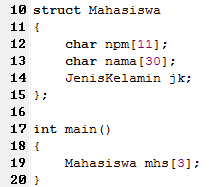 10 struct Mahasiswa
11 {
12     char npm[11];
13     char nama[30];
14     JenisKelamin jk;
15 };
16
17 int main()
18 {
19     Mahasiswa mhs[3];
20 }